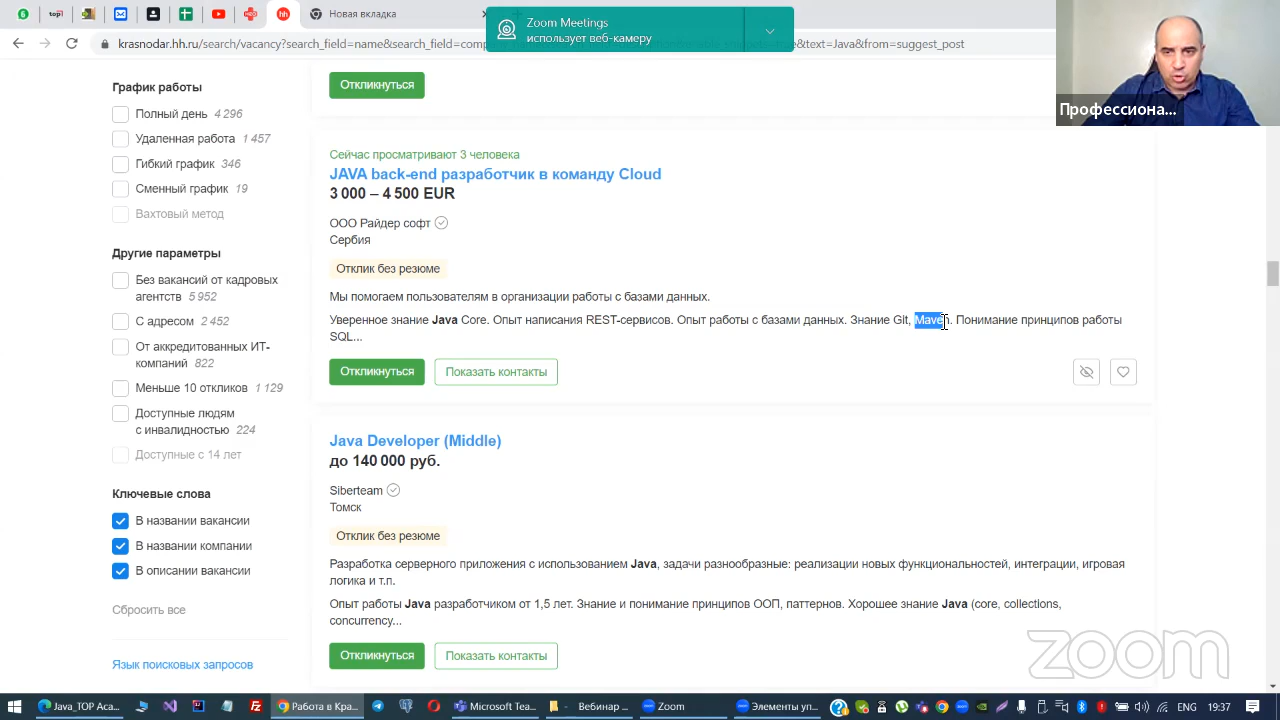 6
top!
НЕО
hh
Новая вкладка
Zoom Meetings
использует веб-камеру
krasnodar.hh.ru/search/vacancy?search_field=name&search_field=comp
true&text=Java&from=suggest_post
Профессиона...
График работы
Полный день 4 296
Удаленная работа 1 457
Гибкий график 346
Сменный график 19
Вахтовый метод
Другие параметры
Без вакансий от кадровых
агентств 5 952
С адресом 2 452
От аккредитованных ИТ-
компаний 822
Меньше 10 откликов 1 129
Доступные людям
с инвалидностью 224
Доступные с 14 лет
Ключевые слова
В названии вакансии
В названии компании
В описании вакансии
Сбросить все
Язык поисковых запросов
Откликнуться
Сейчас просматривают 3 человека
JAVA back-end разработчик в команду Cloud
3 000 – 4 500 EUR
ООО Райдер софт
Сербия
Отклик без резюме
Мы помогаем пользователям в организации работы с базами данных.
Уверенное знание Java Core. Опыт написания REST-сервисов. Опыт работы с базами данных. Знание Git, Maven. Понимание принципов работы
SQL...
Откликнуться Показать контакты
Java Developer (Middle)
до 140 000 руб.
Siberteam
Томск
Отклик без резюме
Разработка серверного приложения с использованием Java, задачи разнообразные: реализации новых функциональностей, интеграции, игровая
логика и т.п.
Опыт работы Java разработчиком от 1,5 лет. Знание и понимание принципов ООП, паттернов. Хорошее знание Java (core, collections,
concurrency...
Откликнуться Показать контакты
zoom
Java_TOP Aca... Работа в Кра... Microsoft Tea... Вебинар ... Zoom Элементы уп... ENG 19:37